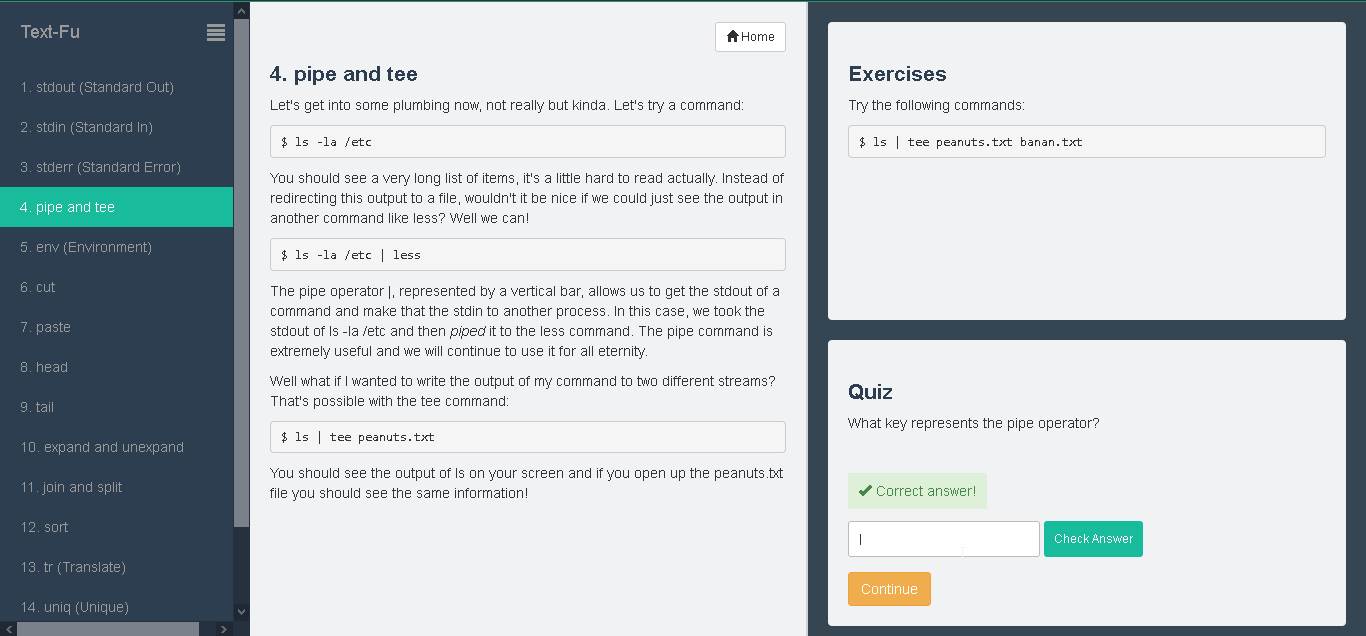 Text-Fu
1. stdout (Standard Out)
2. stdin (Standard In)
3. stderr (Standard Error)
4. pipe and tee
5. env (Environment)
6. cut
7. paste
8. head
9. tail
10. expand and unexpand
11. join and split
12. sort
13. tr (Translate)
14. uniq (Unique)
Home
4. pipe and tee
Let's get into some plumbing now, not really but kinda. Let's try a command:
$ ls -la /etc
You should see a very long list of items, it's a little hard to read actually. Instead of
redirecting this output to a file, wouldn't it be nice if we could just see the output in
another command like less? Well we can!
$ ls -la /etc | less
The pipe operator |, represented by a vertical bar, allows us to get the stdout of a
command and make that the stdin to another process. In this case, we took the
stdout of ls -la /etc and then piped it to the less command. The pipe command is
extremely useful and we will continue to use it for all eternity.
Well what if I wanted to write the output of my command to two different streams?
That's possible with the tee command:
$ ls | tee peanuts.txt
You should see the output of ls on your screen and if you open up the peanuts.txt
file you should see the same information!
Exercises
Try the following commands:
$ ls | tee peanuts.txt banan.txt
Quiz
What key represents the pipe operator?
Correct answer!
|
Check Answer
Continue